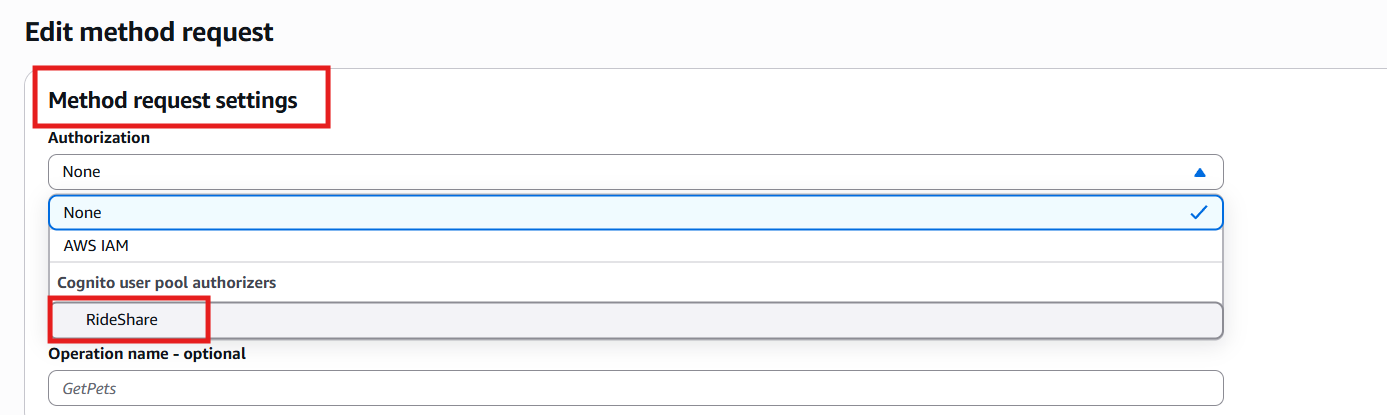 Edit method request
Method request settings
Authorization
None
None
AWS IAM
Cognito user pool authorizers
RideShare
Operation name - optional
GetPets